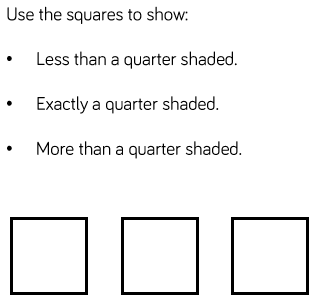 Use the squares to show:
• Less than a quarter shaded.
• Exactly a quarter shaded.
• More than a quarter shaded.